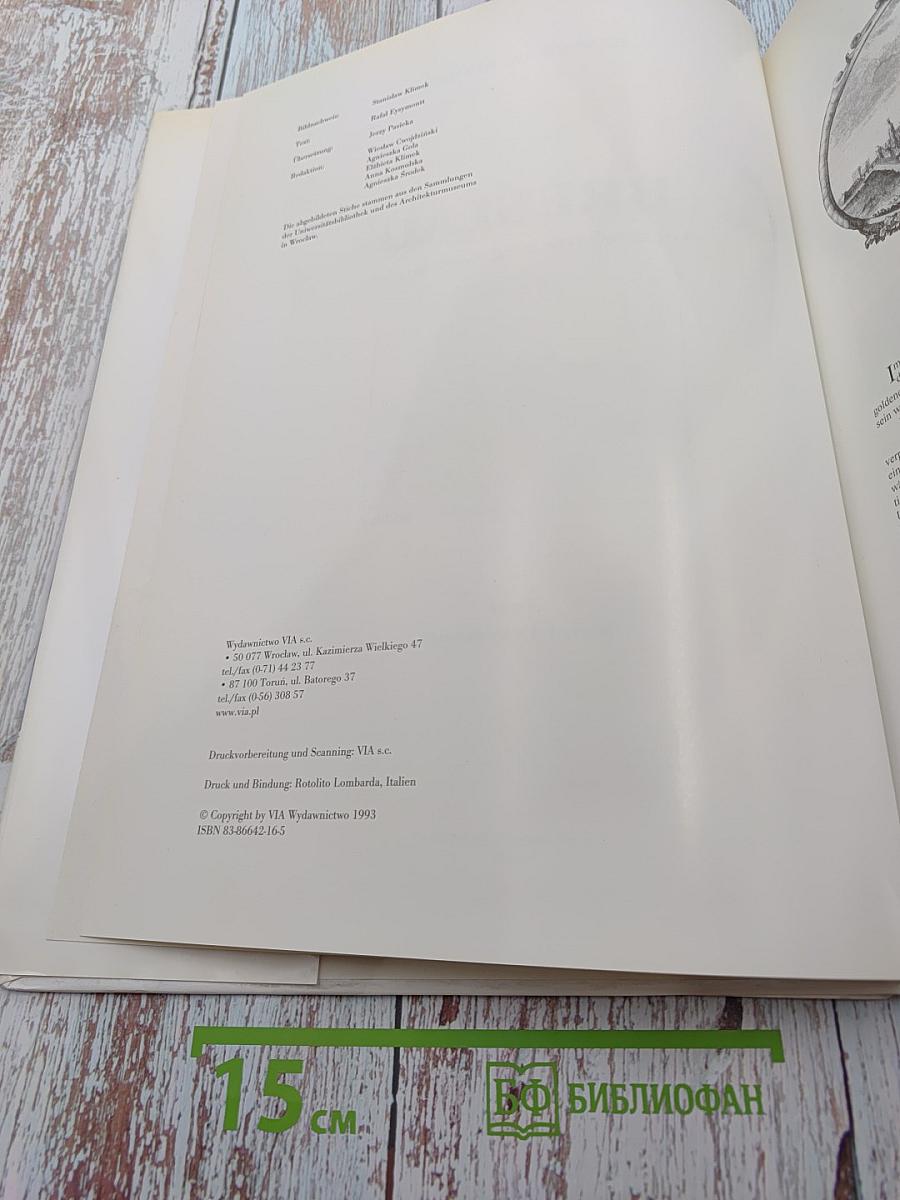 Bildnachweis: Stanisław Klimek
Text: Rafał Eysymontt
Übersetzung: Jerzy Pasieka
Redaktion: Wiesław Cwojdziński
Agnieszka Gola
Elżbieta Klimek
Anna Kosmulska
Agnieszka Środek
Die abgebildeten Stiche stammen aus den Sammlungen
der Uniwersitätsbibliothek und des Architekturmuseums
in Wrocław.
Wydawnictwo VIA s.c.
• 50 077 Wrocław, ul. Kazimierza Wielkiego 47
tel./fax (0-71) 44 23 77
• 87 100 Toruń, ul. Batorego 37
tel./fax (0-56) 308 57
www.via.pl
Druckvorbereitung und Scanning: VIA s.c.
Druck und Bindung: Rotolito Lombarda, Italien
© Copyright by VIA Wydawnictwo 1993
ISBN 83-86642-16-5
goldene
sein w
15 см
БФ БИБЛИОФАН